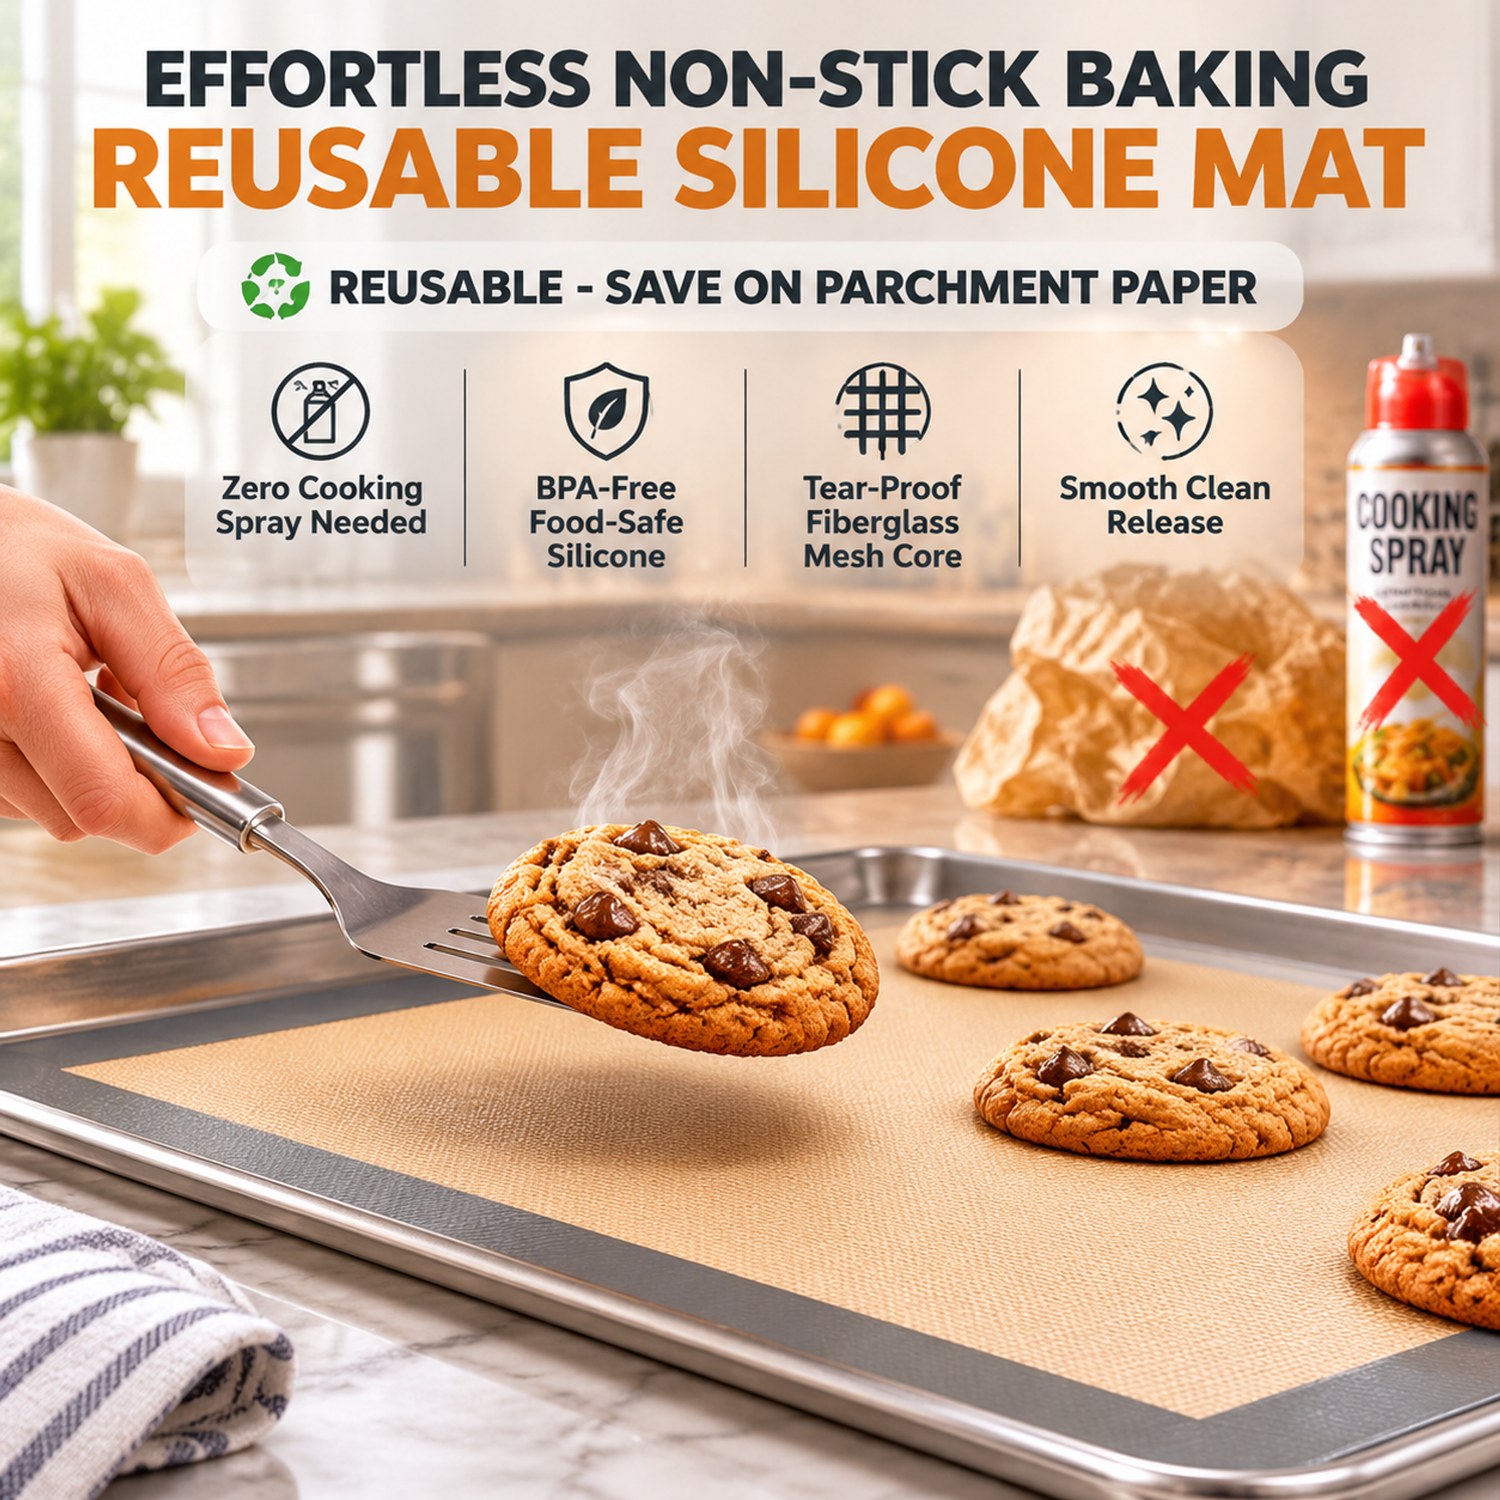 EFFORTLESS NON-STICK BAKING
REUSABLE SILICONE MAT
REUSABLE - SAVE ON PARCHMENT PAPER
Zero Cooking
Spray Needed
BPA-Free
Food-Safe
Silicone
Tear-Proof
Fiberglass
Mesh Core
Smooth Clean
Release
COOKING
SPRAY